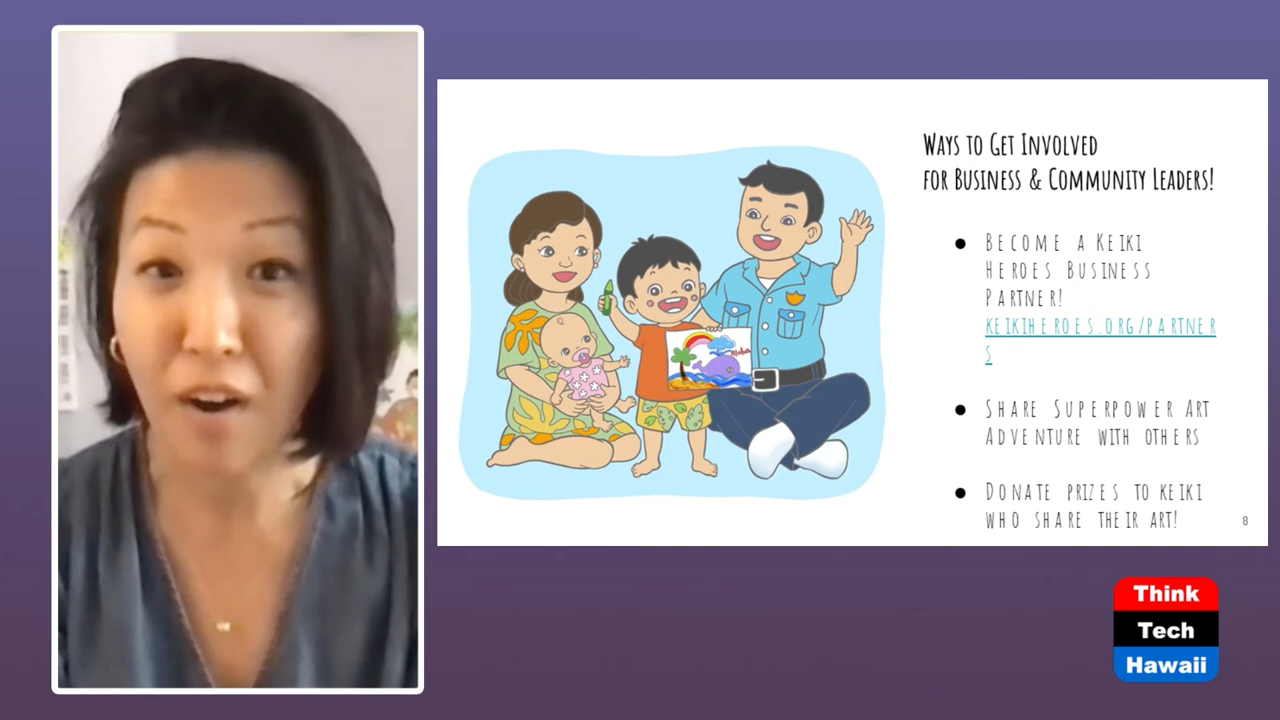 Ways to Get Involved
for Business & Community Leaders!
● Become a Keiki
Heroes Business
Partner!
keikiheroes.org/partner
s
● Share Superpower Art
Adventure with others
● Donate prizes to keiki
who share their art!
8
Aloha
Think
Tech
Hawaii